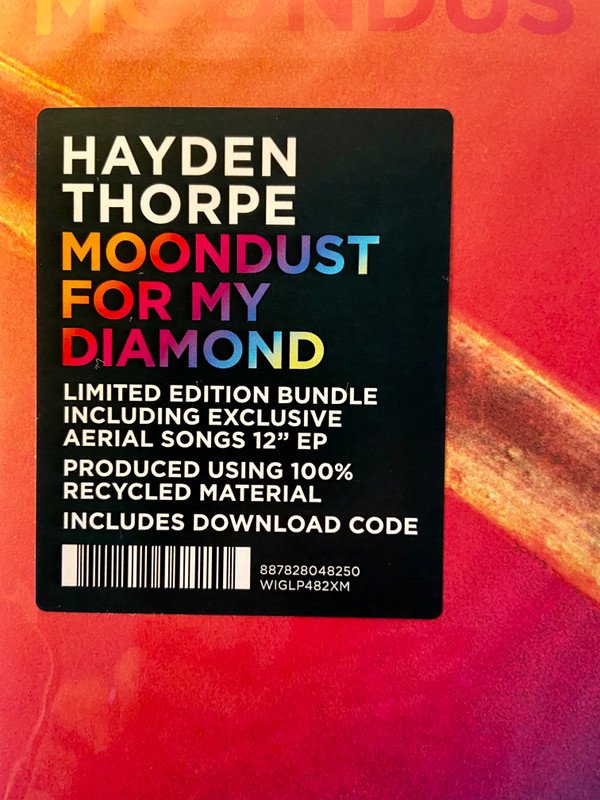 MOONDUS
HAYDEN
THORPE
MOONDUST
FOR MY
DIAMOND
LIMITED EDITION BUNDLE
INCLUDING EXCLUSIVE
AERIAL SONGS 12” EP
PRODUCED USING 100%
RECYCLED MATERIAL
INCLUDES DOWNLOAD CODE
887828048250
WIGLP482XM